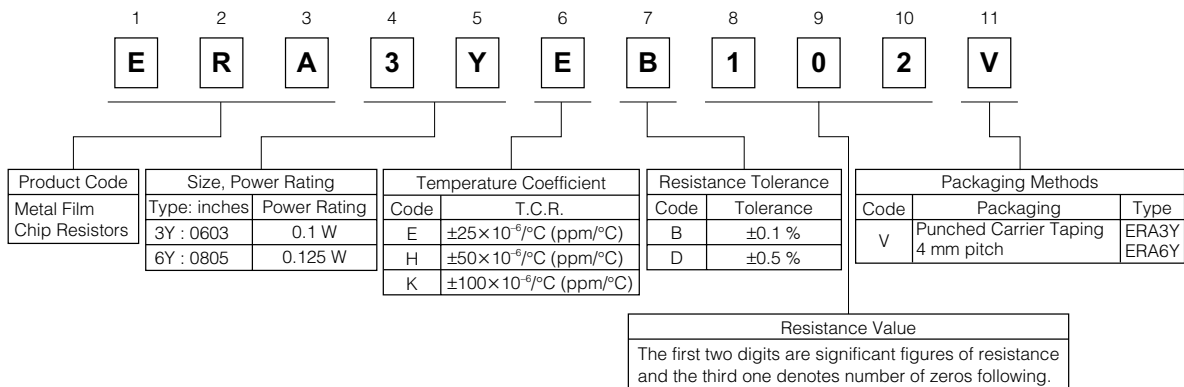 1 2 3 4 5 6 7 8 9 10 11
E R A 3 Y E B 1 0 2 V
Product Code
Metal Film
Chip Resistors
Size, Power Rating
Type: inches Power Rating
3Y : 0603 0.1 W
6Y : 0805 0.125 W
Temperature Coefficient
Code T.C.R.
E ±25×10⁻⁶/°C (ppm/°C)
H ±50×10⁻⁶/°C (ppm/°C)
K ±100×10⁻⁶/°C (ppm/°C)
Resistance Tolerance
Code Tolerance
B ±0.1 %
D ±0.5 %
Packaging Methods
Code Packaging Type
V Punched Carrier Taping ERA3Y
4 mm pitch ERA6Y
Resistance Value
The first two digits are significant figures of resistance
and the third one denotes number of zeros following.